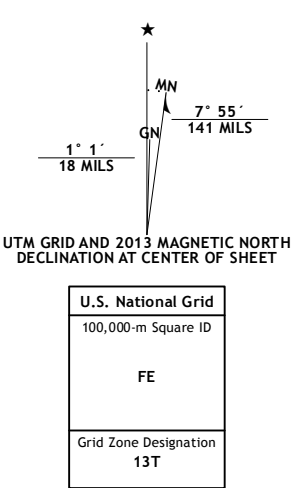 ★
MN
GN
7° 55´
141 MILS
1° 1´
18 MILS
UTM GRID AND 2013 MAGNETIC NORTH
DECLINATION AT CENTER OF SHEET
U.S. National Grid
100,000-m Square ID
FE
Grid Zone Designation
13T